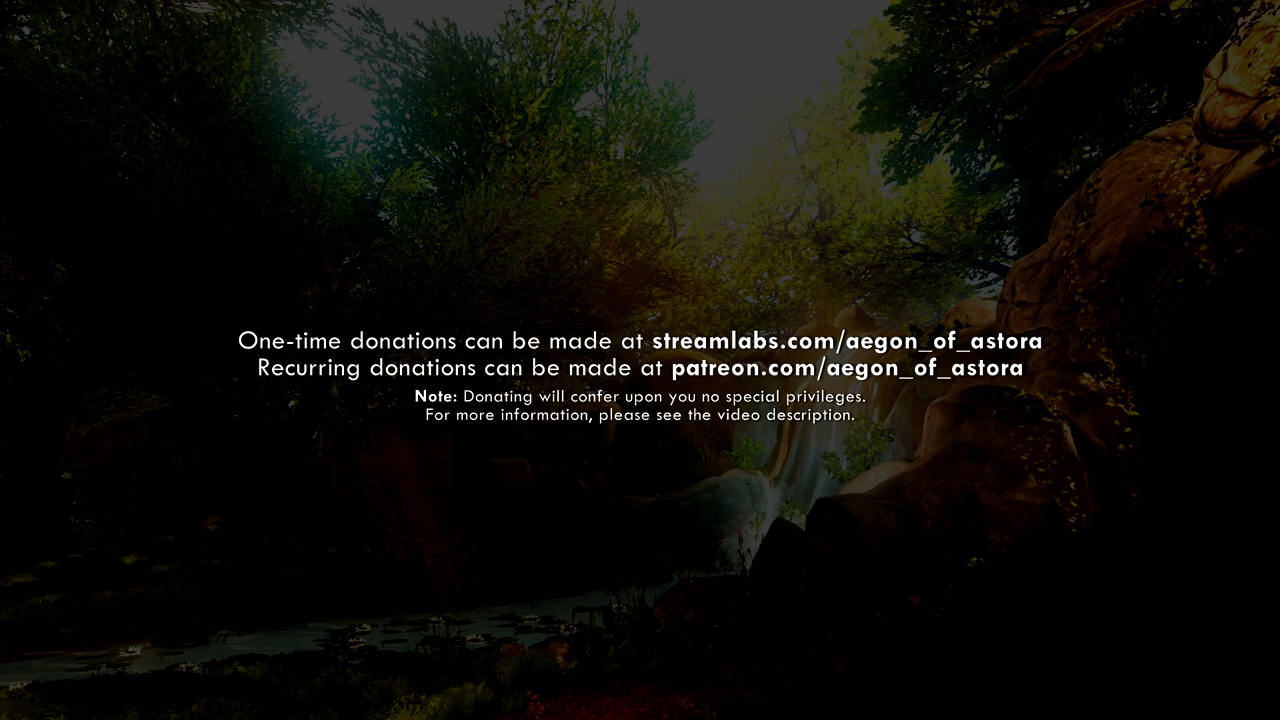 One-time donations can be made at streamlabs.com/aegon_of_astora
Recurring donations can be made at patreon.com/aegon_of_astora
Note: Donating will confer upon you no special privileges.
For more information, please see the video description.